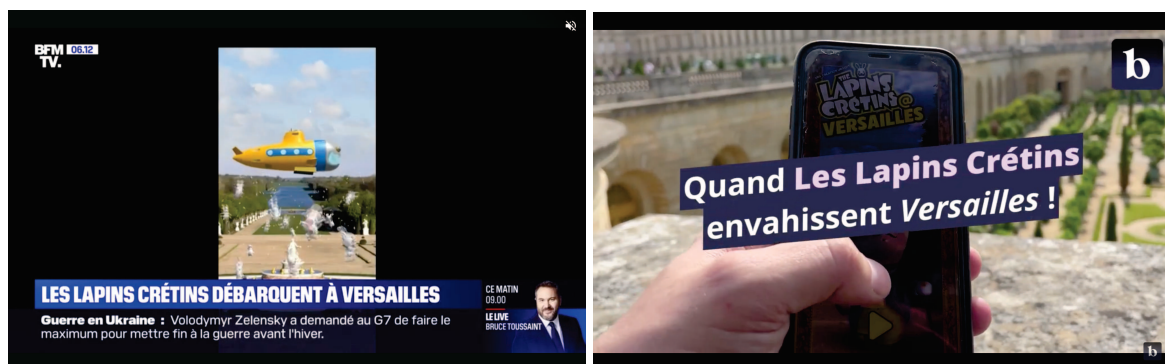 BFM 06.12
TV.
LES LAPINS CRÉTINS DÉBARQUENT À VERSAILLES
Guerre en Ukraine : Volodymyr Zelensky a demandé au G7 de faire le
maximum pour mettre fin à la guerre avant l'hiver.
CE MATIN
09.00
LE LIVE
BRUCE TOUSSAINT
b
THE
LAPINS
CRÉTINS@
VERSAILLES
Quand Les Lapins Crétins
envahissent Versailles !
b